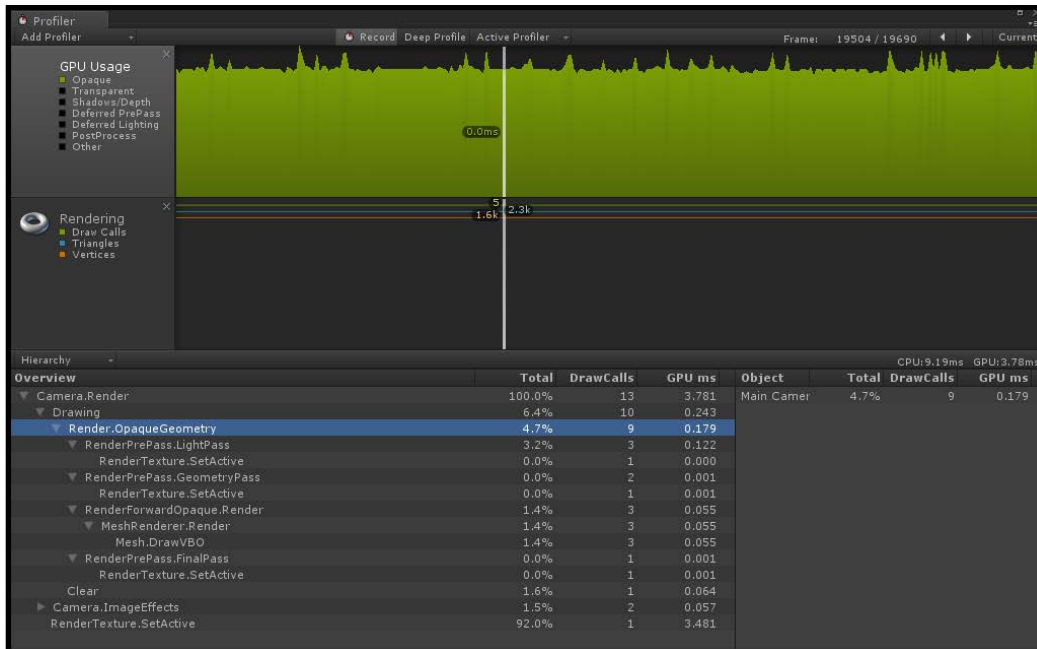 Profiler
Add Profiler Record Deep Profile Active Profiler Frame: 19504 / 19690 Current
GPU Usage
Opaque
Transparent
Shadows/Depth
Deferred PrePass
Deferred Lighting
PostProcess
Other
0.0ms
Rendering
Draw Calls
Triangles
Vertices
5
1.6k 2.3k
Hierarchy CPU:9.19ms GPU:3.78ms
Overview Total DrawCalls GPU ms Object Total DrawCalls GPU ms
Camera.Render 100.0% 13 3.781 Main Camer 4.7% 9 0.179
Drawing 6.4% 10 0.243
Render.OpaqueGeometry 4.7% 9 0.179
RenderPrePass.LightPass 3.2% 3 0.122
RenderTexture.SetActive 0.0% 1 0.000
RenderPrePass.GeometryPass 0.0% 2 0.001
RenderTexture.SetActive 0.0% 1 0.001
RenderForwardOpaque.Render 1.4% 3 0.055
MeshRenderer.Render 1.4% 3 0.055
Mesh.DrawVBO 1.4% 3 0.055
RenderPrePass.FinalPass 0.0% 1 0.001
RenderTexture.SetActive 0.0% 1 0.001
Clear 1.6% 1 0.064
Camera.ImageEffects 1.5% 2 0.057
RenderTexture.SetActive 92.0% 1 3.481